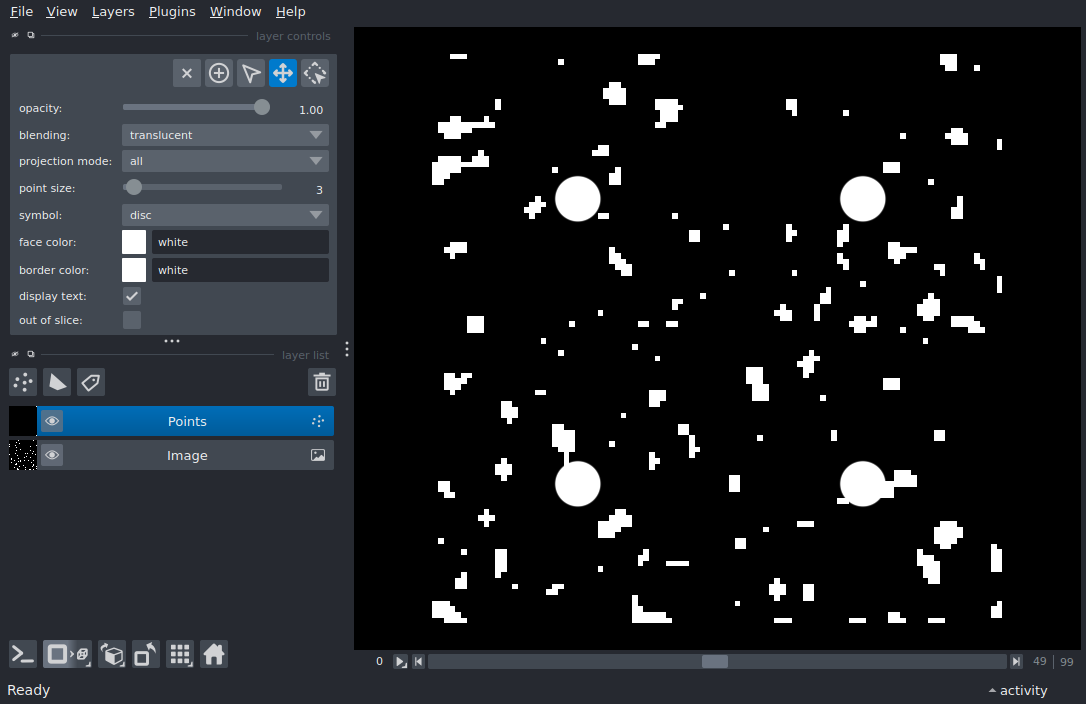 File View Layers Plugins Window Help
layer controls
opacity: 1.00
blending: translucent
projection mode: all
point size: 3
symbol: disc
face color: white
border color: white
display text:
out of slice:
layer list
Points
Image
0 49 99
Ready activity